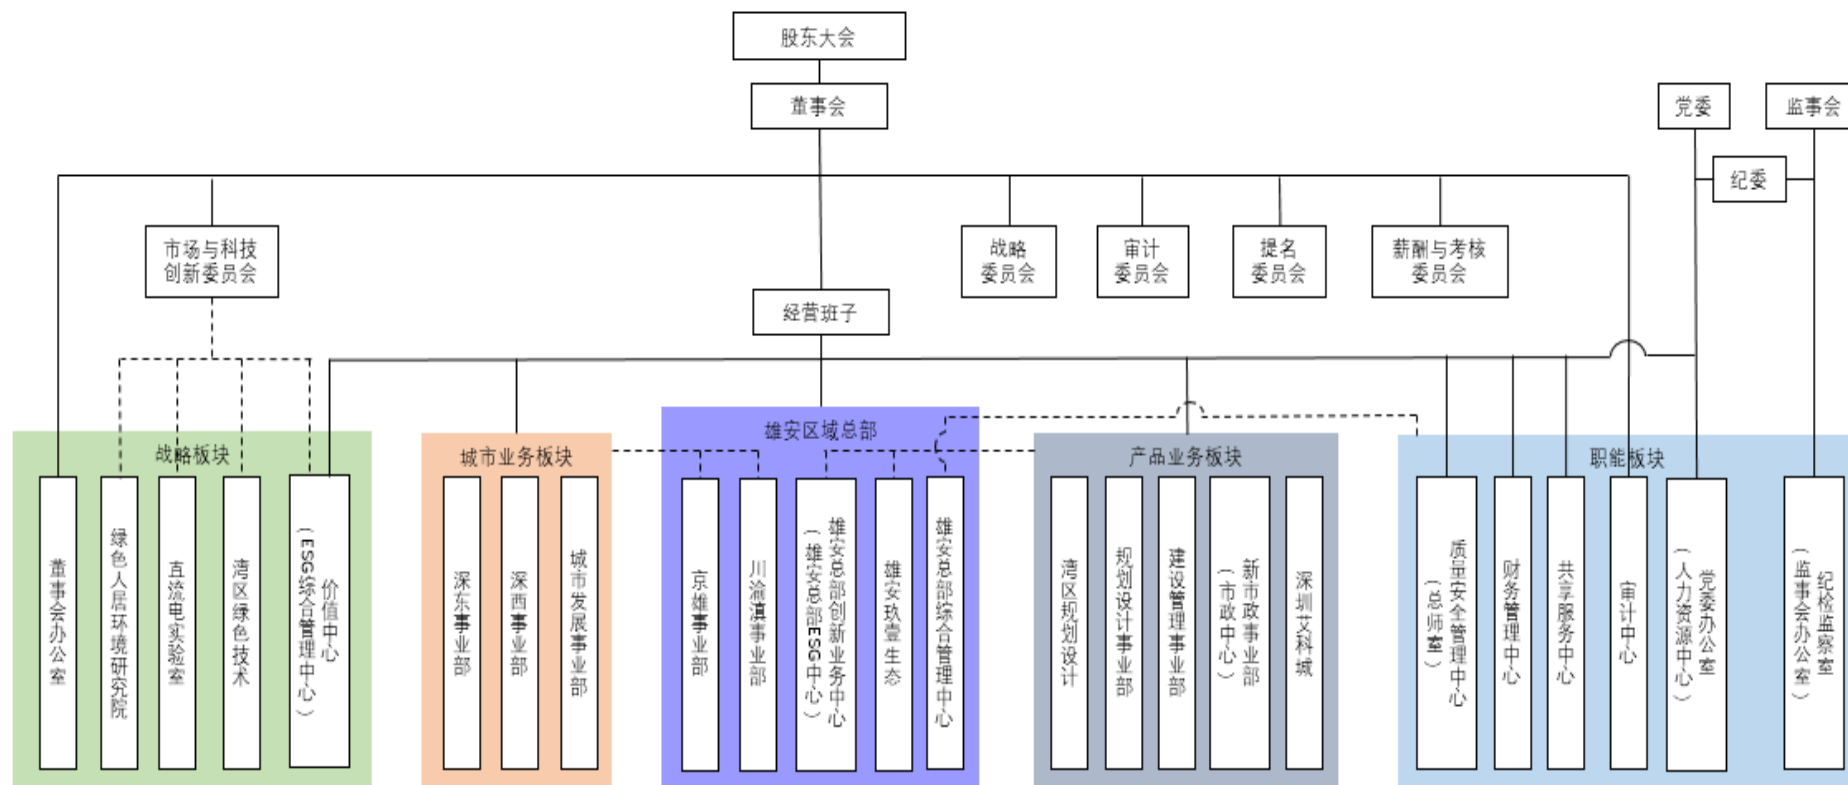 股东大会
董事会
党委
监事会
纪委
市场与科技
创新委员会
战略
委员会
审计
委员会
提名
委员会
薪酬与考核
委员会
经营班子
战略板块
董事会办公室
绿色人居环境研究院
直流电实验室
湾区绿色技术
价值中心
（ESG综合管理中心）
城市业务板块
深东事业部
深西事业部
城市发展事业部
雄安区域总部
京雄事业部
川渝滇事业部
雄安总部创新业务中心
（雄安总部ESG中心）
雄安玖壹生态
雄安总部综合管理中心
产品业务板块
湾区规划设计
规划设计事业部
建设管理事业部
新市政事业部
（市政中心）
深圳艾科城
职能板块
质量安全管理中心
（总师室）
财务管理中心
共享服务中心
审计中心
党委办公室
（人力资源中心）
纪检监察室
（监事会办公室）